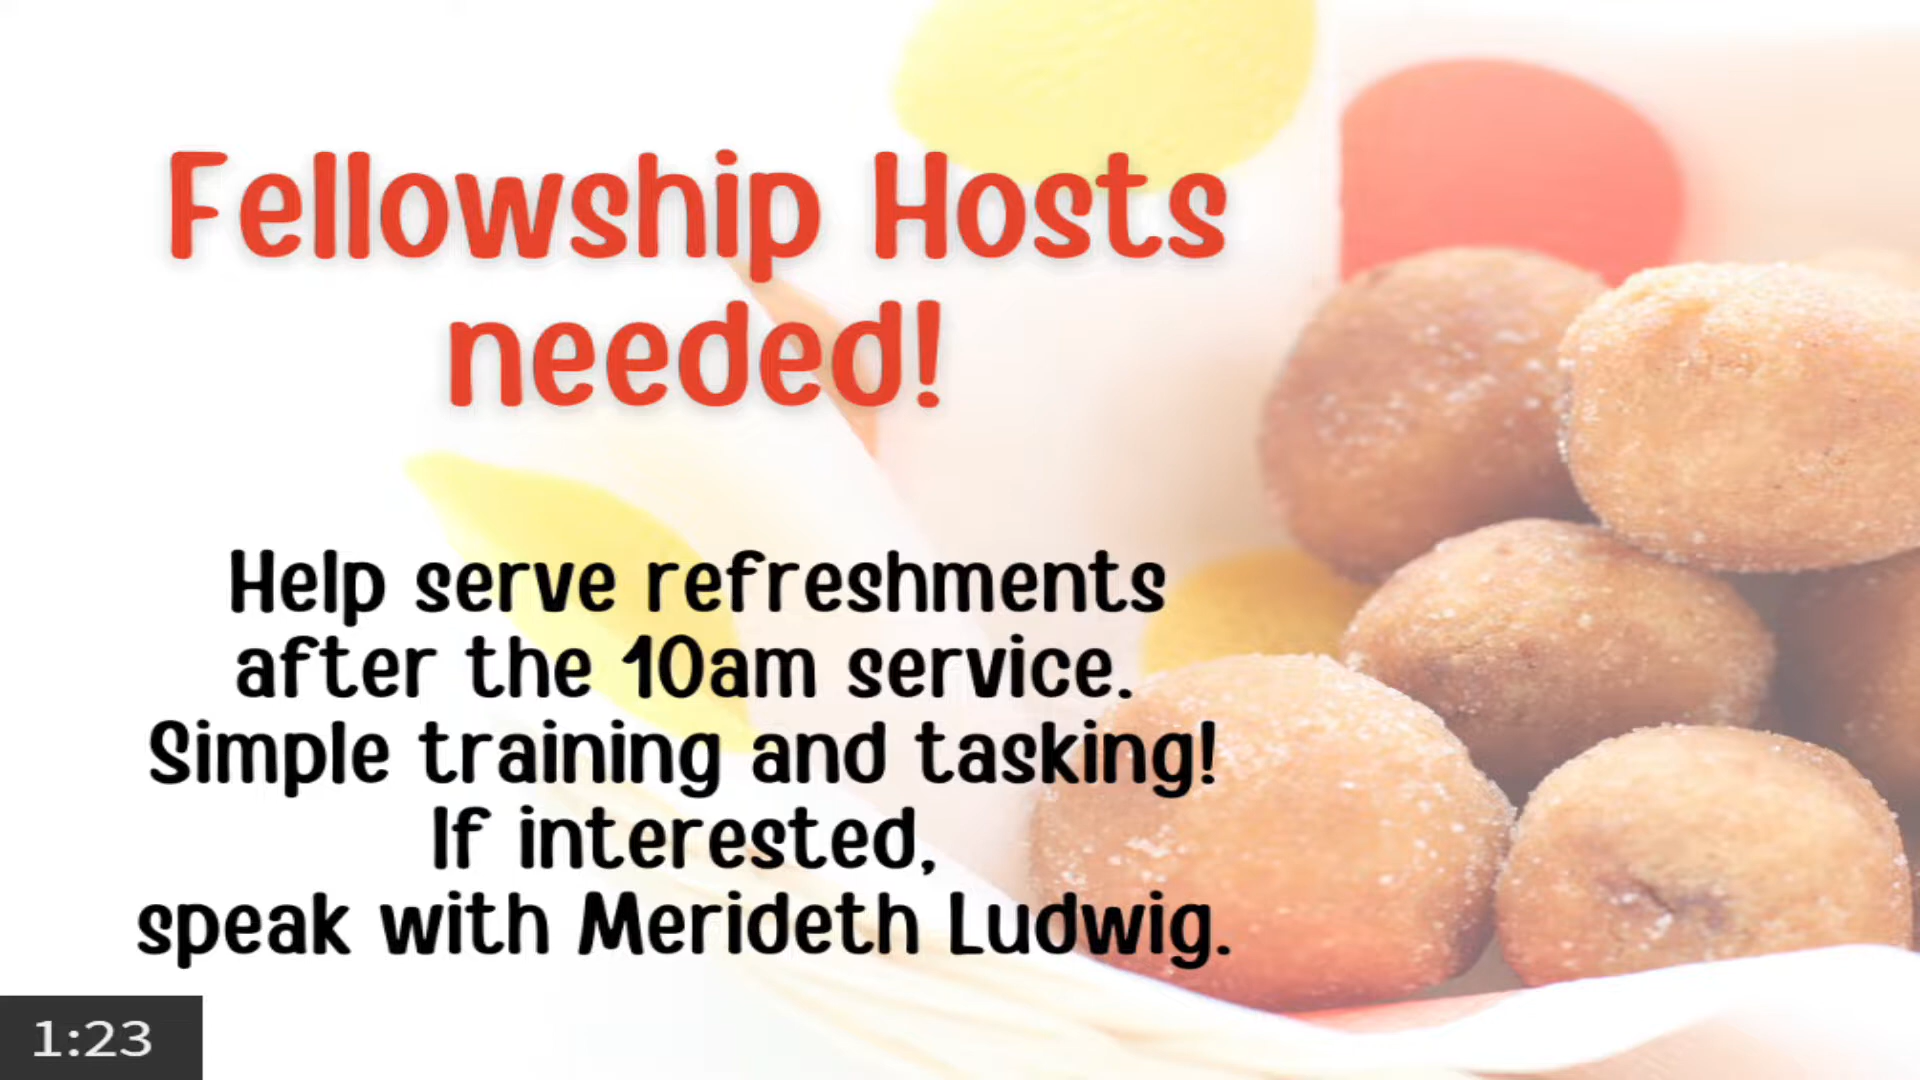 Fellowship Hosts
needed!
Help serve refreshments
after the 10am service.
Simple training and tasking!
If interested,
speak with Merideth Ludwig.
1:23